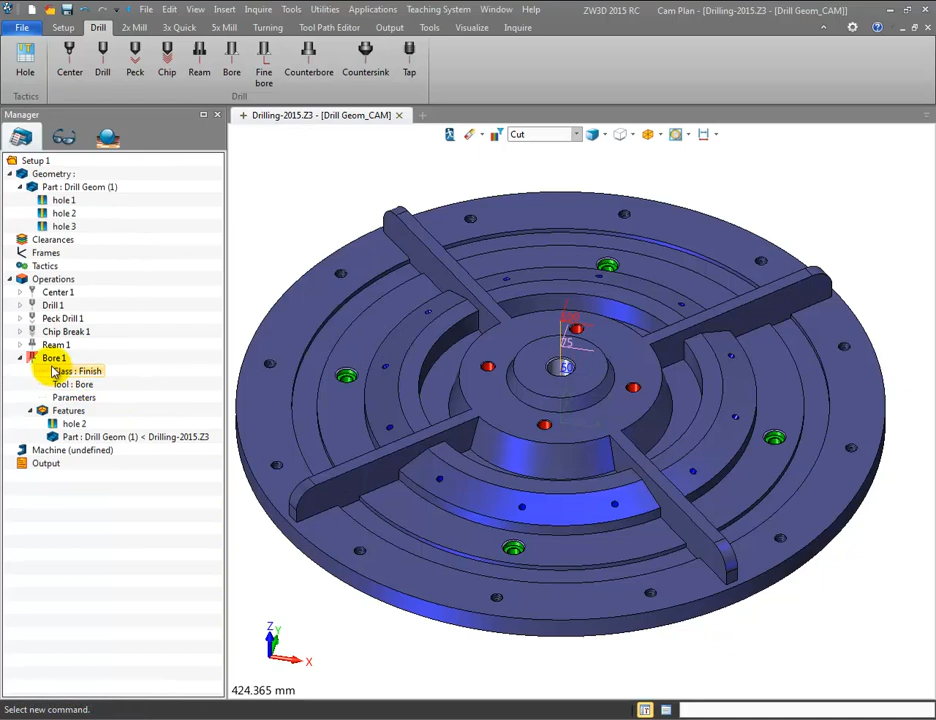 File Edit View Insert Inquire Tools Utilities Applications Teaching System Window Help ZW3D 2015 RC Cam Plan - [Drilling-2015.Z3 - [Drill Geom_CAM]]
File Setup Drill 2x Mill 3x Quick 5x Mill Turning Tool Path Editor Output Tools Visualize Inquire
Hole Center Drill Peck Chip Ream Bore Fine bore Counterbore Countersink Tap
Tactics Drill
Manager
Drilling-2015.Z3 - [Drill Geom_CAM]
Cut
Setup 1
Geometry :
Part : Drill Geom (1)
hole 1
hole 2
hole 3
Clearances
Frames
Tactics
Operations
Center 1
Drill 1
Peck Drill 1
Chip Break 1
Ream 1
Bore 1
lass : Finish
Tool : Bore
Parameters
Features
hole 2
Part : Drill Geom (1) < Drilling-2015.Z3
Machine (undefined)
Output
Z
Y
X
424.365 mm
Select new command.